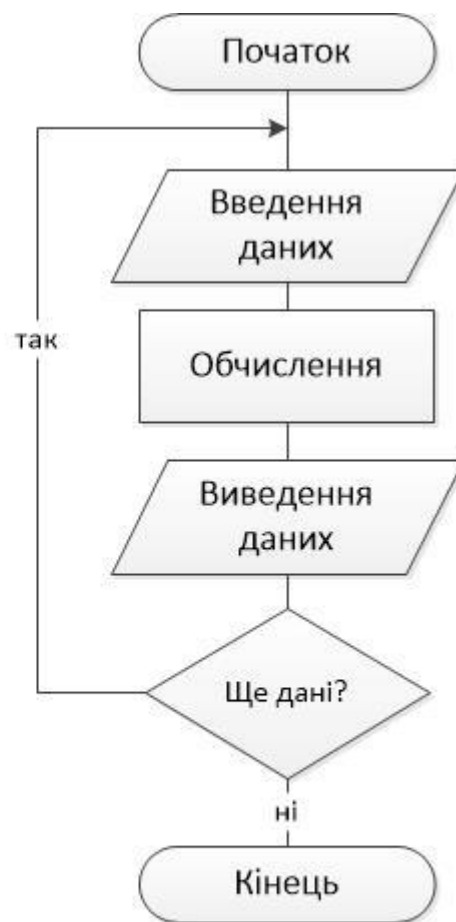 Початок
Введення
даних
так
Обчислення
Виведення
даних
Ще дані?
ні
Кінець